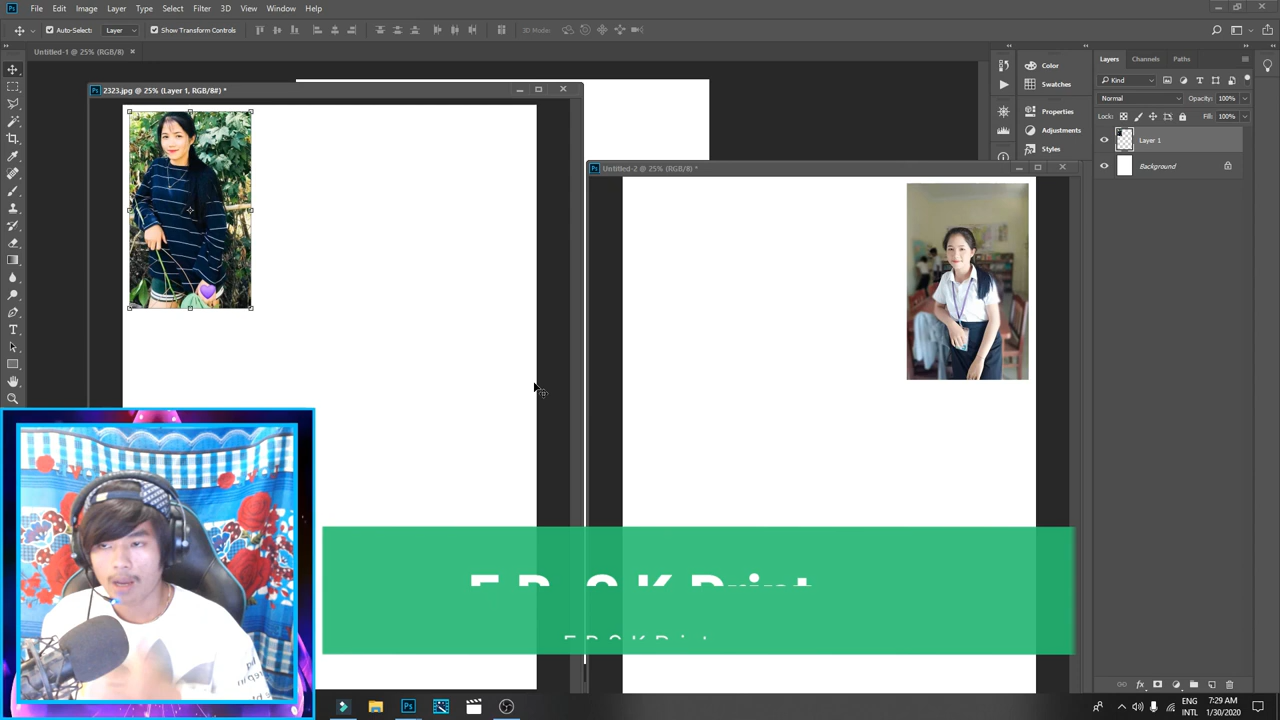 File Edit Image Layer Type Select Filter 3D View Window Help
Auto-Select: Layer Show Transform Controls 3D Mode:
Untitled-1 @ 25% (RGB/8) ×
2323.jpg @ 25% (Layer 1, RGB/8#) *
Untitled-2 @ 25% (RGB/8) *
Color
Swatches
Properties
Adjustments
Styles
Layers Channels Paths
Kind
Normal Opacity: 100%
Lock: Fill: 100%
Layer 1
Background
Print
ENG 7:29 AM
INTL 1/30/2020